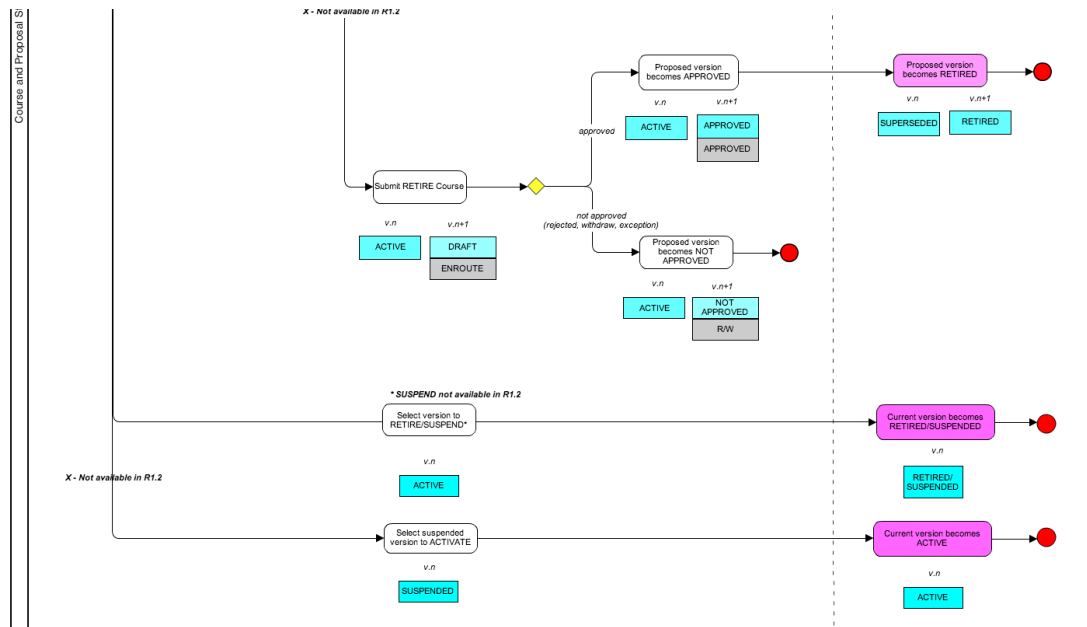 Course and Proposal S
X - Not available in R1.2
Proposed version
becomes APPROVED
Proposed version
becomes RETIRED
v.n
v.n+1
v.n
v.n+1
ACTIVE
APPROVED
SUPERSEDED
RETIRED
approved
APPROVED
Submit RETIRE Course
not approved
(rejected, withdraw, exception)
v.n
v.n+1
Proposed version
becomes NOT
APPROVED
ACTIVE
DRAFT
ENROUTE
v.n
v.n+1
ACTIVE
NOT
APPROVED
R/W
* SUSPEND not available in R1.2
Select version to
RETIRE/SUSPEND*
Current version becomes
RETIRED/SUSPENDED
v.n
v.n
X - Not available in R1.2
ACTIVE
RETIRED/
SUSPENDED
Select suspended
version to ACTIVATE
Current version becomes
ACTIVE
v.n
v.n
SUSPENDED
ACTIVE